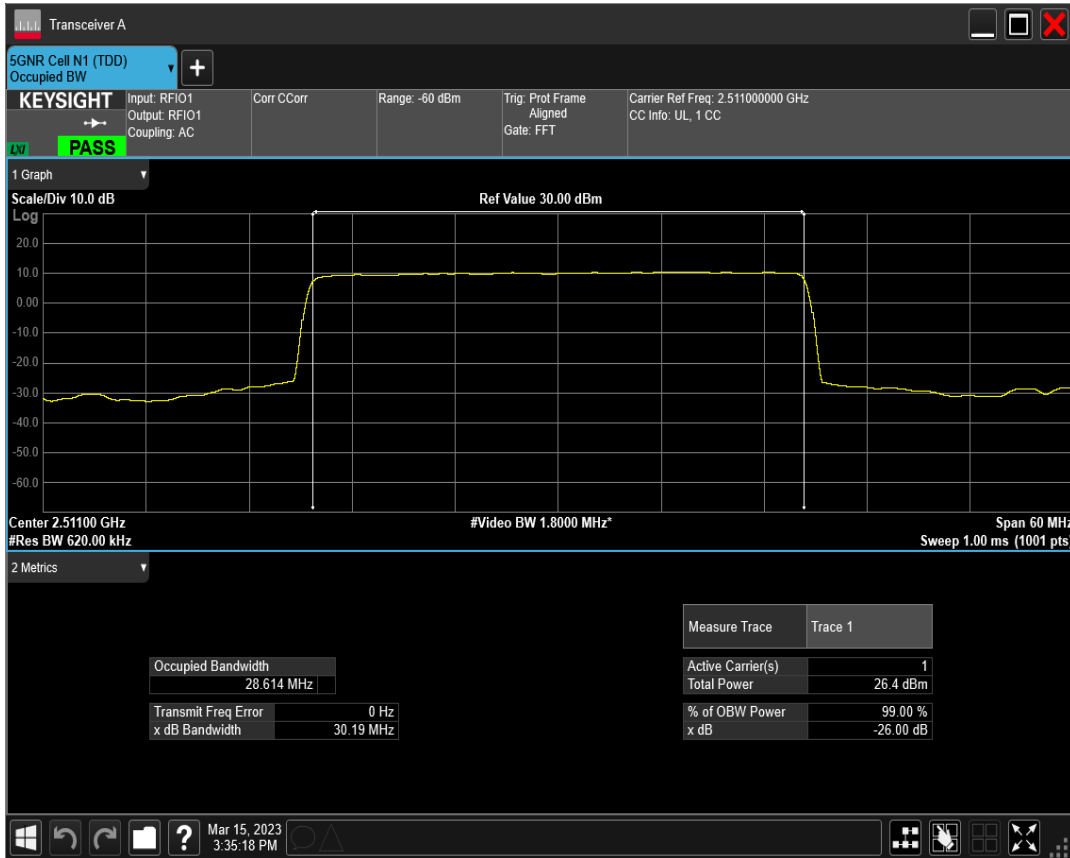 Transceiver A
5GNR Cell N1 (TDD)
Occupied BW
+
KEYSIGHT
LXI
PASS
Input: RFIO1
Output: RFIO1
Coupling: AC
Corr CCorr
Range: -60 dBm
Trig: Prot Frame
Aligned
Gate: FFT
Carrier Ref Freq: 2.511000000 GHz
CC Info: UL, 1 CC
1 Graph
Scale/Div 10.0 dB
Ref Value 30.00 dBm
Log
20.0
10.0
0.00
-10.0
-20.0
-30.0
-40.0
-50.0
-60.0
Center 2.51100 GHz
#Video BW 1.8000 MHz*
Span 60 MHz
#Res BW 620.00 kHz
Sweep 1.00 ms (1001 pts)
2 Metrics
Measure Trace Trace 1
Occupied Bandwidth
28.614 MHz
Active Carrier(s) 1
Total Power 26.4 dBm
Transmit Freq Error 0 Hz
x dB Bandwidth 30.19 MHz
% of OBW Power 99.00 %
x dB -26.00 dB
?
Mar 15, 2023
3:35:18 PM